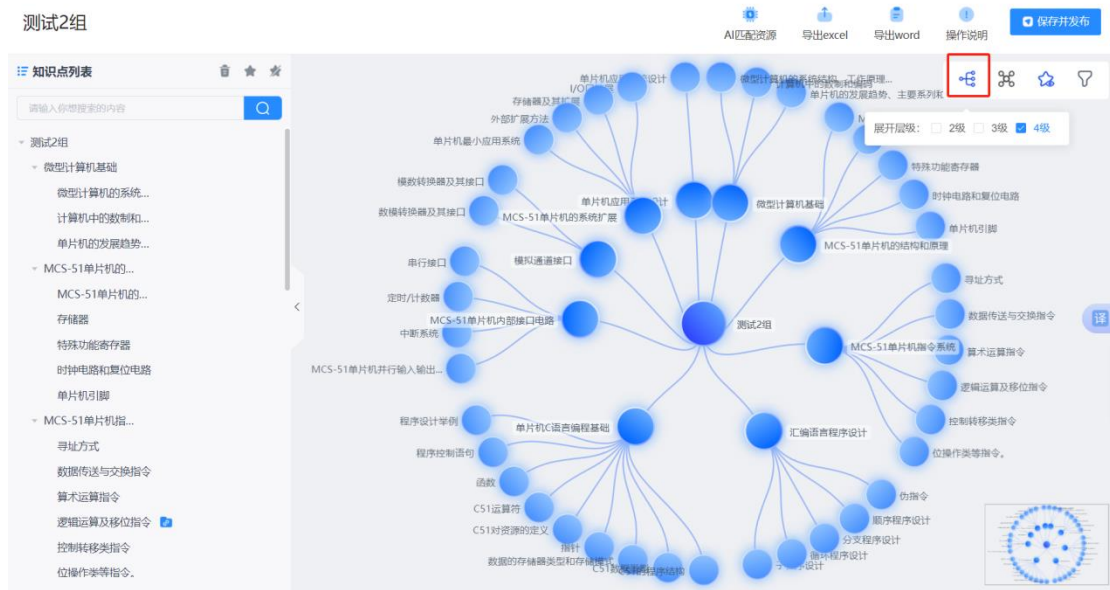 测试2组
AI匹配资源
导出excel
导出word
操作说明
保存并发布
知识点列表
请输入你想搜索的内容
测试2组
微型计算机基础
微型计算机的系统...
计算机中的数制和...
单片机的发展趋势...
MCS-51单片机的...
MCS-51单片机的...
存储器
特殊功能寄存器
时钟电路和复位电路
单片机引脚
MCS-51单片机指...
寻址方式
数据传送与交换指令
算术运算指令
逻辑运算及移位指令
控制转移类指令
位操作类等指令。
展开层级：
2级
3级
4级
单片机的发展趋势、主要系列和
存储器及其扩展
外部扩展方法
单片机最小应用系统
模数转换器及其接口
数模转换器及其接口
MCS-51单片机的系统扩展
微型计算机基础
特殊功能寄存器
时钟电路和复位电路
单片机引脚
MCS-51单片机的结构和原理
串行接口
模拟通道接口
定时/计数器
MCS-51单片机内部接口电路
中断系统
MCS-51单片机并行输入输出...
测试2组
寻址方式
数据传送与交换指令
MCS-51单片机指令系统
算术运算指令
逻辑运算及移位指令
控制转移类指令
位操作类等指令。
程序设计举例
单片机C语言编程基础
程序控制语句
函数
C51运算符
C51对资源的定义
指针
汇编语言程序设计
伪指令
顺序程序设计
分支程序设计
循环程序设计
译